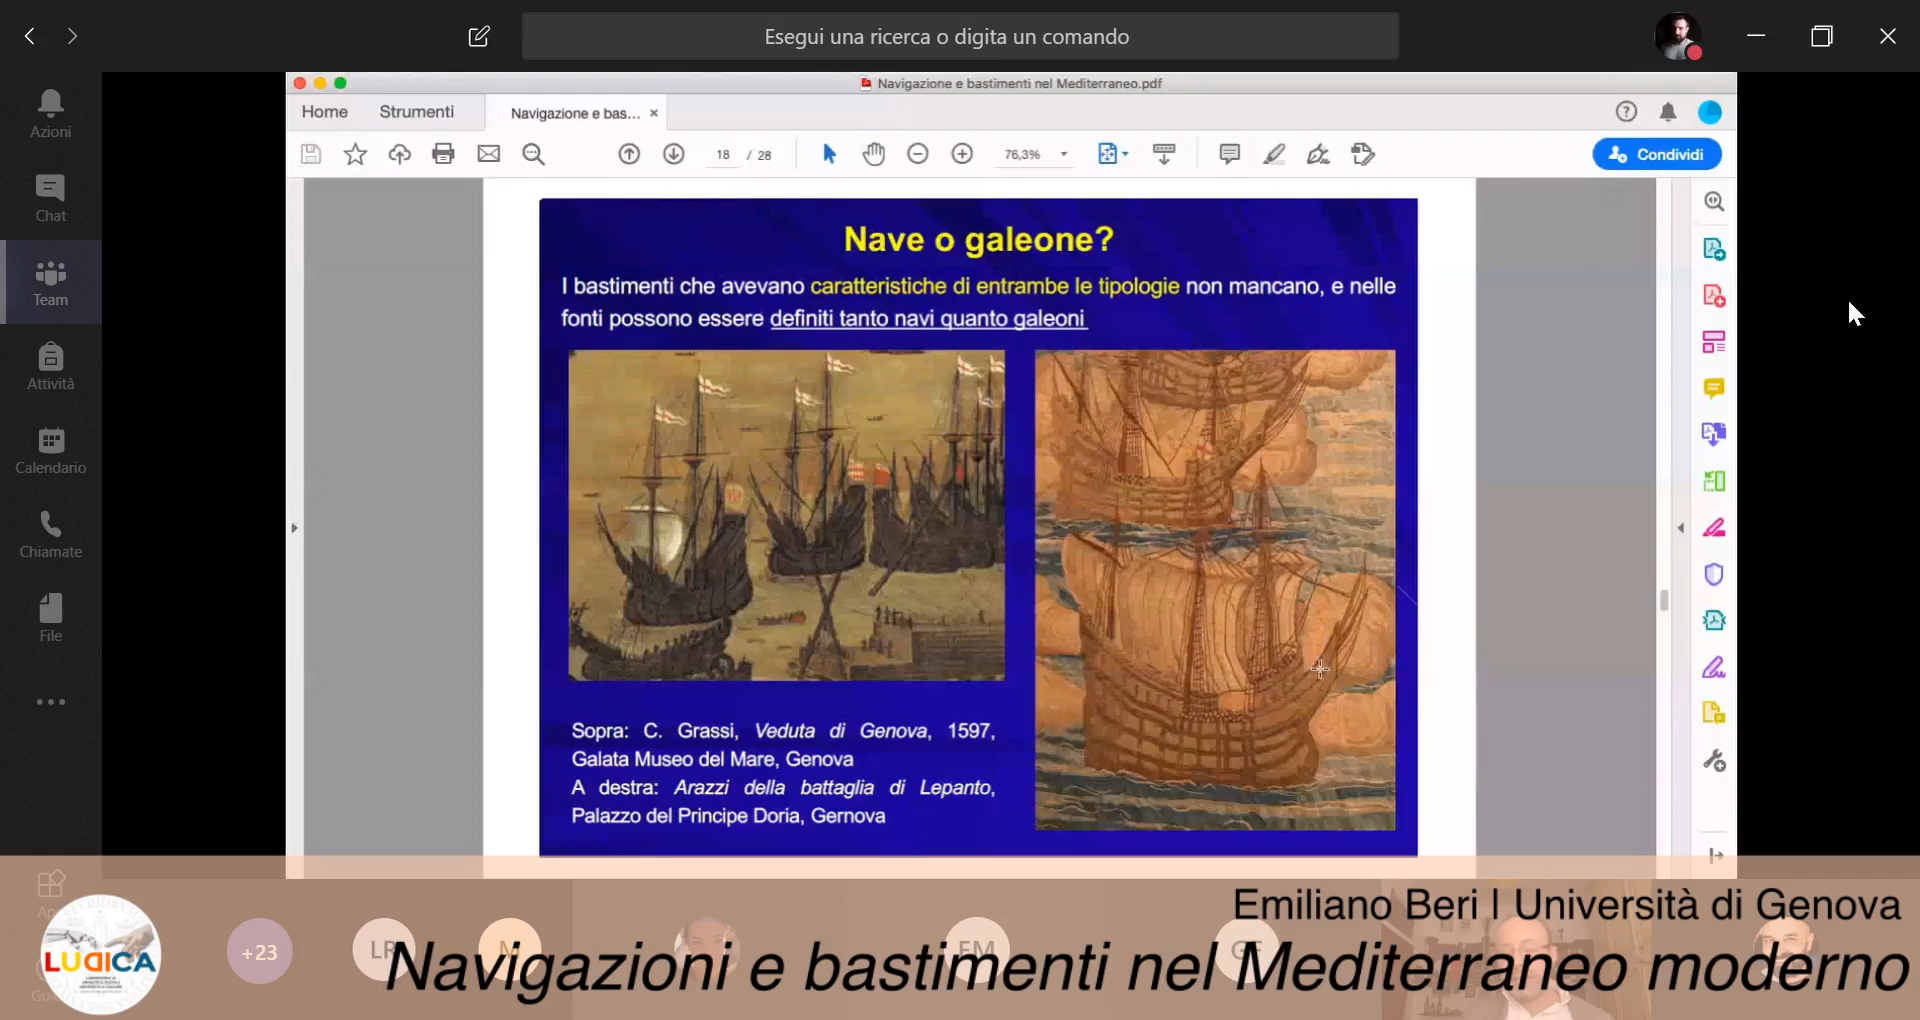 Esegui una ricerca o digita un comando
Navigazione e bastimenti nel Mediterraneo.pdf
Home Strumenti Navigazione e bas... ×
18 / 28 76,3% Condividi
Azioni
Chat
Team
Attività
Calendario
Chiamate
File
Nave o galeone?
I bastimenti che avevano caratteristiche di entrambe le tipologie non mancano, e nelle
fonti possono essere definiti tanto navi quanto galeoni
Sopra: C. Grassi, Veduta di Genova, 1597,
Galata Museo del Mare, Genova
A destra: Arazzi della battaglia di Lepanto,
Palazzo del Principe Doria, Gernova
Emiliano Beri | Università di Genova
LUDICA
+23
LR
Navigazioni e bastimenti nel Mediterraneo moderno